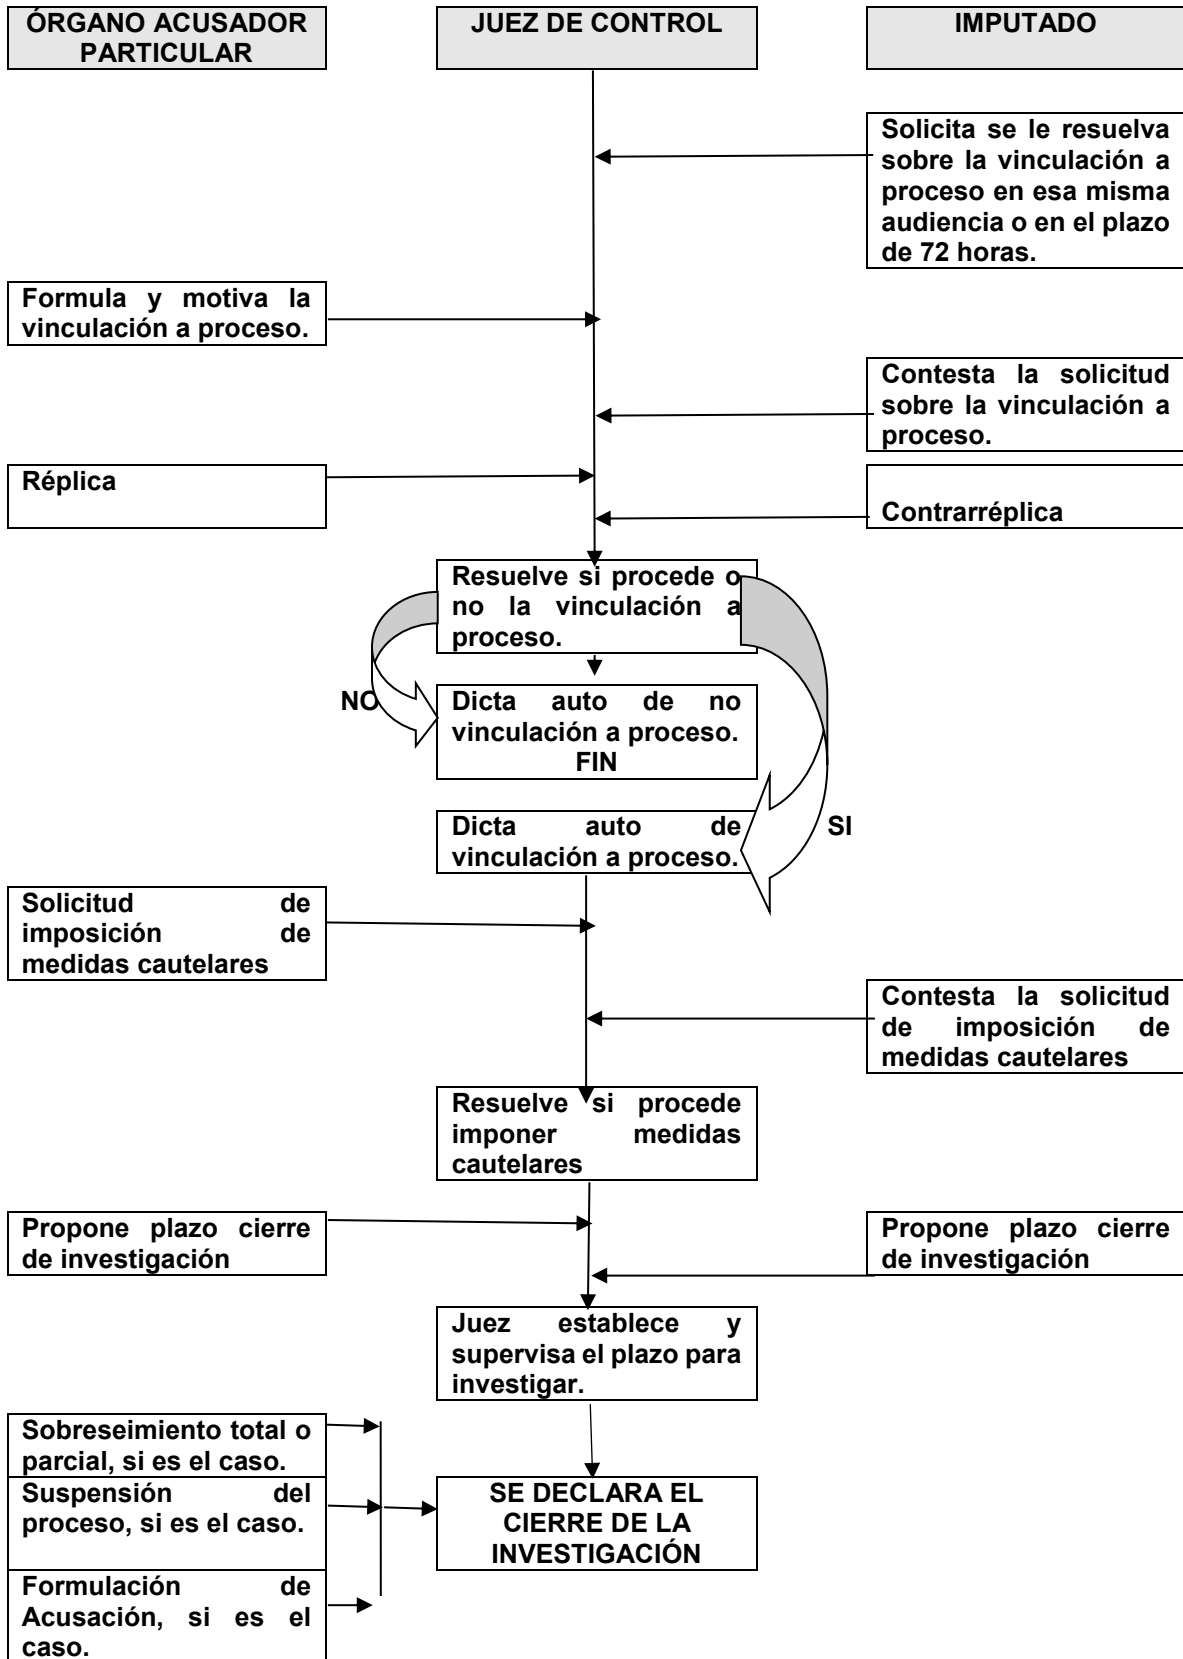 ÓRGANO ACUSADOR
PARTICULAR
JUEZ DE CONTROL
IMPUTADO
Solicita se le resuelva
sobre la vinculación a
proceso en esa misma
audiencia o en el plazo
de 72 horas.
Formula y motiva la
vinculación a proceso.
Contesta la solicitud
sobre la vinculación a
proceso.
Réplica
Contrarréplica
Resuelve si procede o
no la vinculación a
proceso.
NO
Dicta auto de no
vinculación a proceso.
FIN
Dicta auto de
vinculación a proceso.
SI
Solicitud de
imposición de
medidas cautelares
Contesta la solicitud
de imposición de
medidas cautelares
Resuelve si procede
imponer medidas
cautelares
Propone plazo cierre
de investigación
Propone plazo cierre
de investigación
Juez establece y
supervisa el plazo para
investigar.
Sobreseimiento total o
parcial, si es el caso.
Suspensión del
proceso, si es el caso.
SE DECLARA EL
CIERRE DE LA
INVESTIGACIÓN
Formulación de
Acusación, si es el
caso.